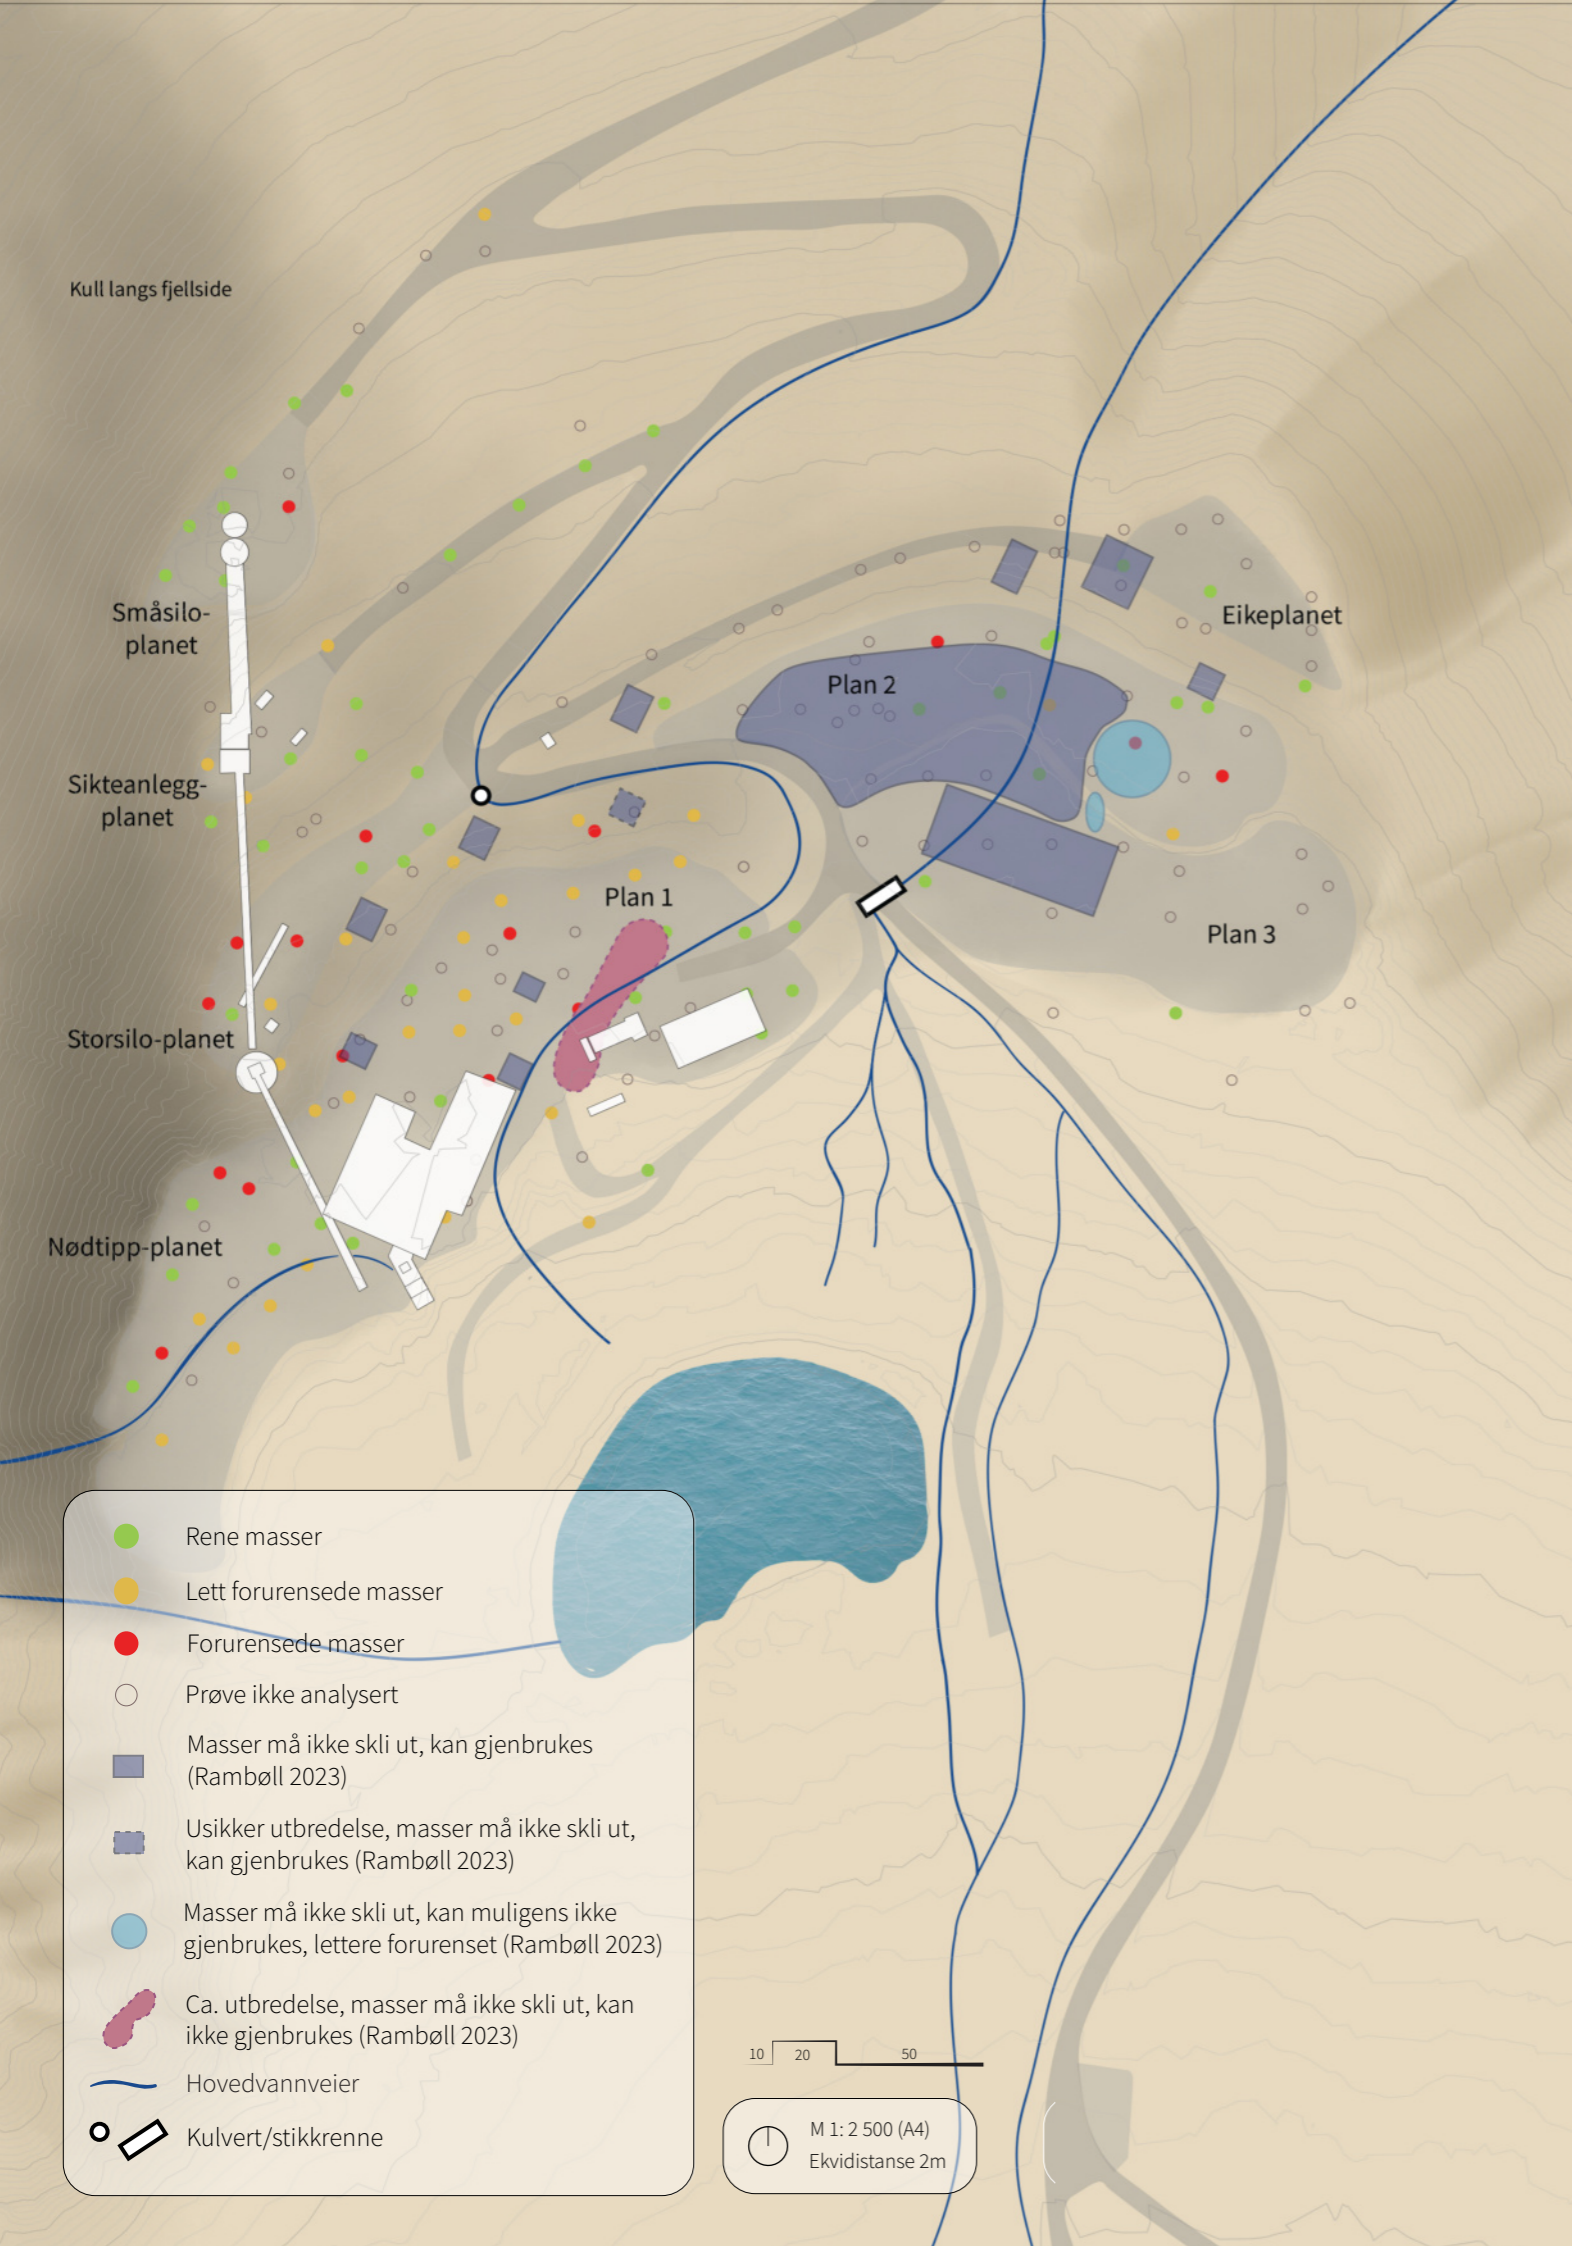 Kull langs fjellside
Småsilo-
planet
Eikeplanet
Plan 2
Sikteanlegg-
planet
Plan 1
Plan 3
Storsilo-planet
Nødtipp-planet
Rene masser
Lett forurensede masser
Forurensede masser
Prøve ikke analysert
Masser må ikke skli ut, kan gjenbrukes
(Rambøll 2023)
Usikker utbredelse, masser må ikke skli ut,
kan gjenbrukes (Rambøll 2023)
Masser må ikke skli ut, kan muligens ikke
gjenbrukes, lettere forurenset (Rambøll 2023)
Ca. utbredelse, masser må ikke skli ut, kan
ikke gjenbrukes (Rambøll 2023)
Hovedvannveier
Kulvert/stikkrenne
10 20 50
M 1: 2 500 (A4)
Ekvidistanse 2m